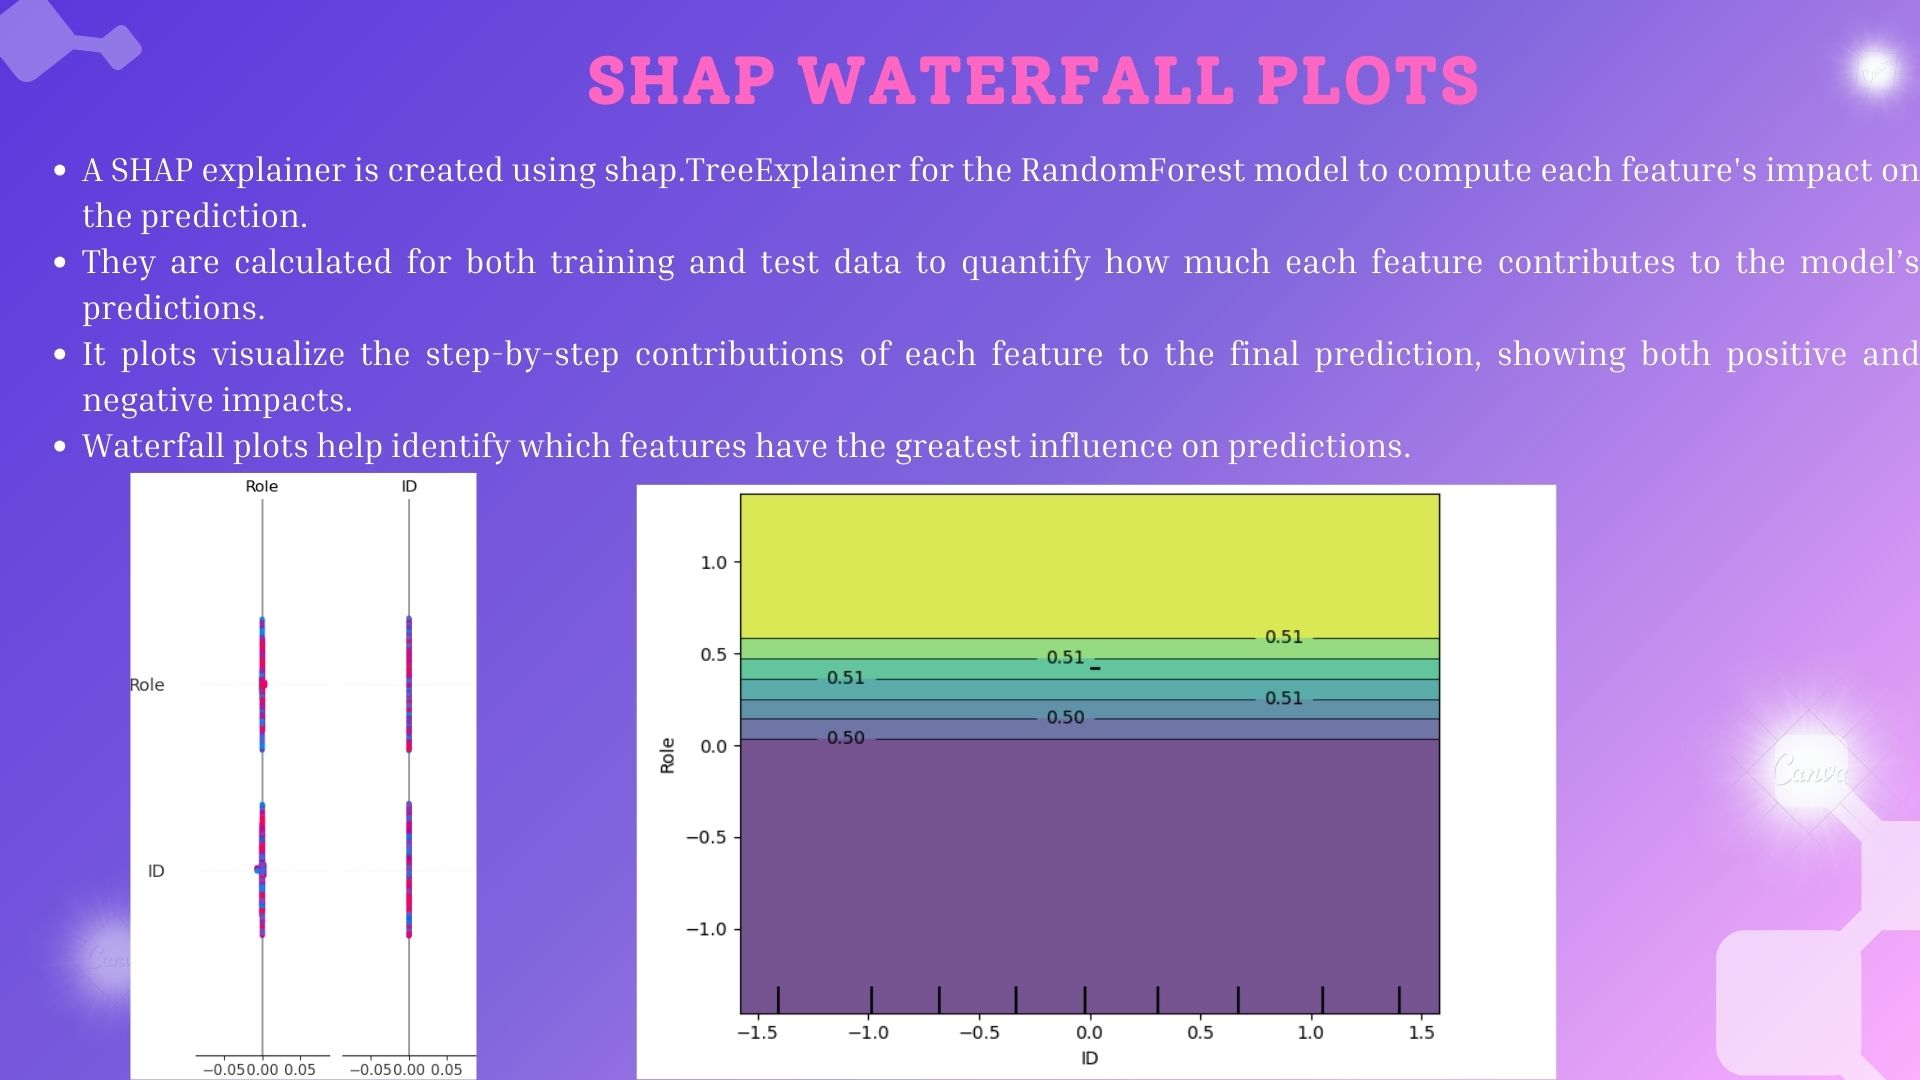 SHAP WATERFALL PLOTS
• A SHAP explainer is created using shap.TreeExplainer for the RandomForest model to compute each feature's impact on
the prediction.
• They are calculated for both training and test data to quantify how much each feature contributes to the model’s
predictions.
• It plots visualize the step-by-step contributions of each feature to the final prediction, showing both positive and
negative impacts.
• Waterfall plots help identify which features have the greatest influence on predictions.
Role ID
Role
ID
−0.05 0.00 0.05 −0.05 0.00 0.05
1.0
0.5
0.0
−0.5
−1.0
Role
0.51
0.51
0.51
0.51
0.50
0.50
−1.5 −1.0 −0.5 0.0 0.5 1.0 1.5
ID
Canva